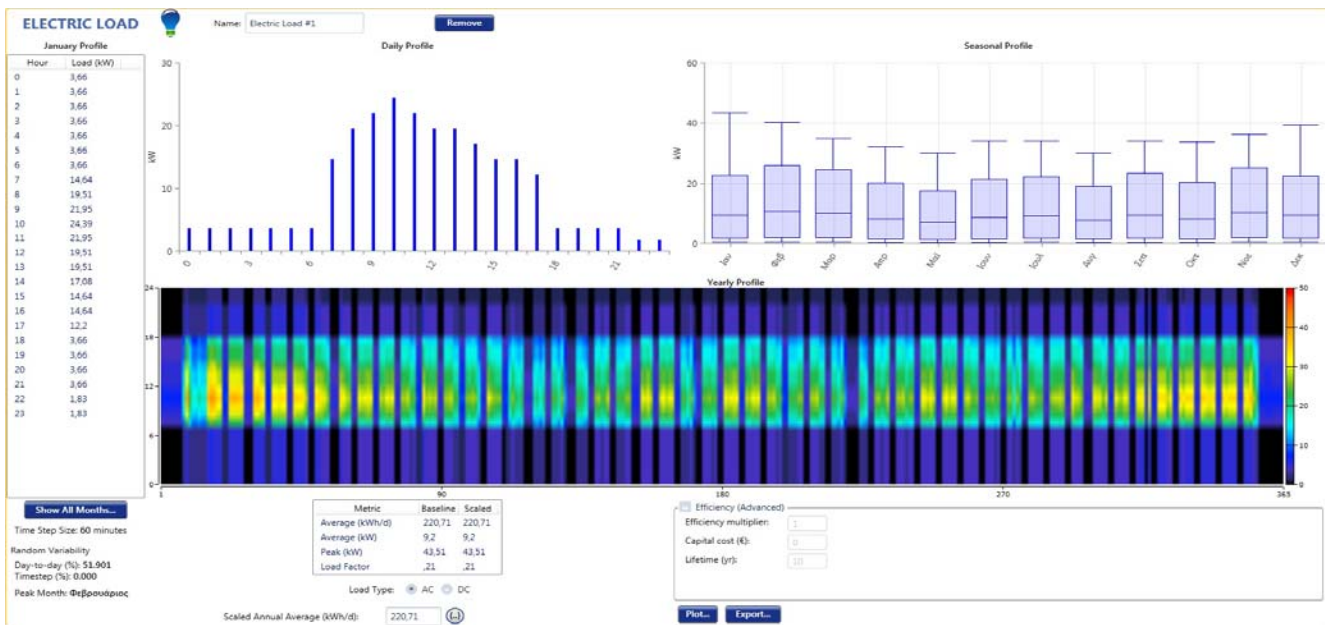 ELECTRIC LOAD
Name: Electric Load #1 Remove
January Profile
Hour Load (kW)
0 3,66
1 3,66
2 3,66
3 3,66
4 3,66
5 3,66
6 3,66
7 14,64
8 19,51
9 21,95
10 24,39
11 21,95
12 19,51
13 19,51
14 17,08
15 14,64
16 14,64
17 12,2
18 3,66
19 3,66
20 3,66
21 3,66
22 1,83
23 1,83
Daily Profile
kW
30
20
10
0
0 3 6 9 12 15 18 21
Seasonal Profile
kW
60
40
20
0
Ιαν Φεβ Μαρ Απρ Μαϊ Ιουν Ιουλ Αυγ Σεπ Οκτ Νοε Δεκ
Yearly Profile
24
18
12
6
0
1 90 180 270 365
50
40
30
20
10
0
Show All Months...
Time Step Size: 60 minutes
Random Variability
Day-to-day (%): 51.901
Timestep (%): 0.000
Peak Month: Φεβρουάριος
Metric Baseline Scaled
Average (kWh/d) 220,71 220,71
Average (kW) 9,2 9,2
Peak (kW) 43,51 43,51
Load Factor ,21 ,21
Load Type: AC DC
Scaled Annual Average (kWh/d): 220,71 {..}
Efficiency (Advanced)
Efficiency multiplier: 1
Capital cost (€): 0
Lifetime (yr): 10
Plot... Export...